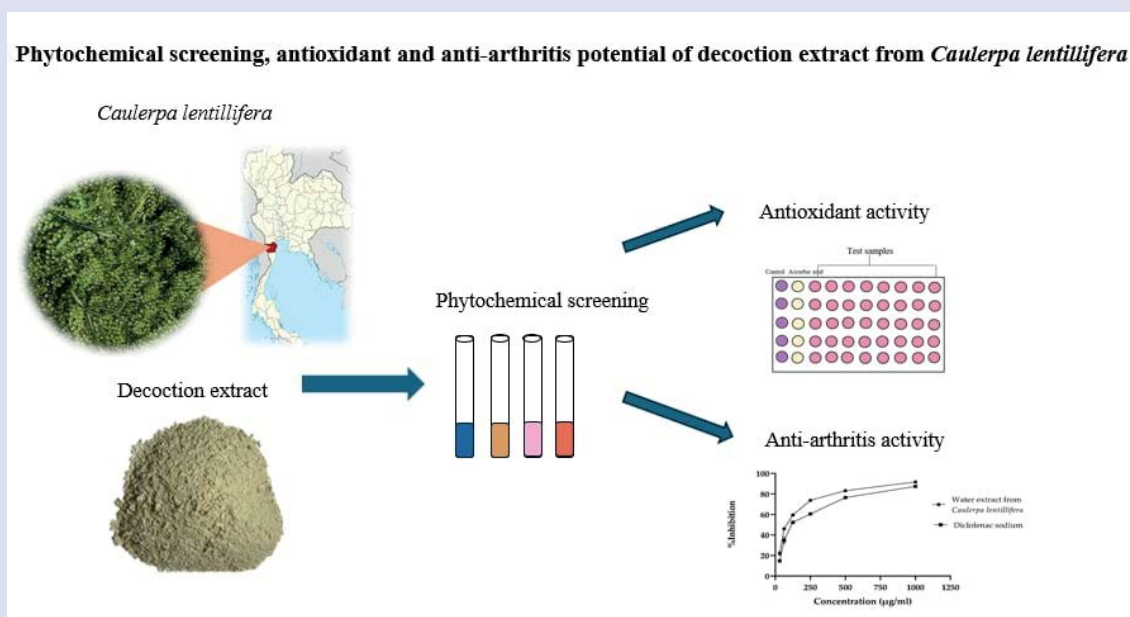 Phytochemical screening, antioxidant and anti-arthritis potential of decoction extract from Caulerpa lentillifera
Caulerpa lentillifera
Decoction extract
Phytochemical screening
Antioxidant activity
Test samples
Control Ascorbic acid
Anti-arthritis activity
100
80
60
40
20
0
%Inhibition
0 250 500 750 1000 1250
Concentration (µg/ml)
Water extract from
Caulerpa lentillifera
Diclofenac sodium